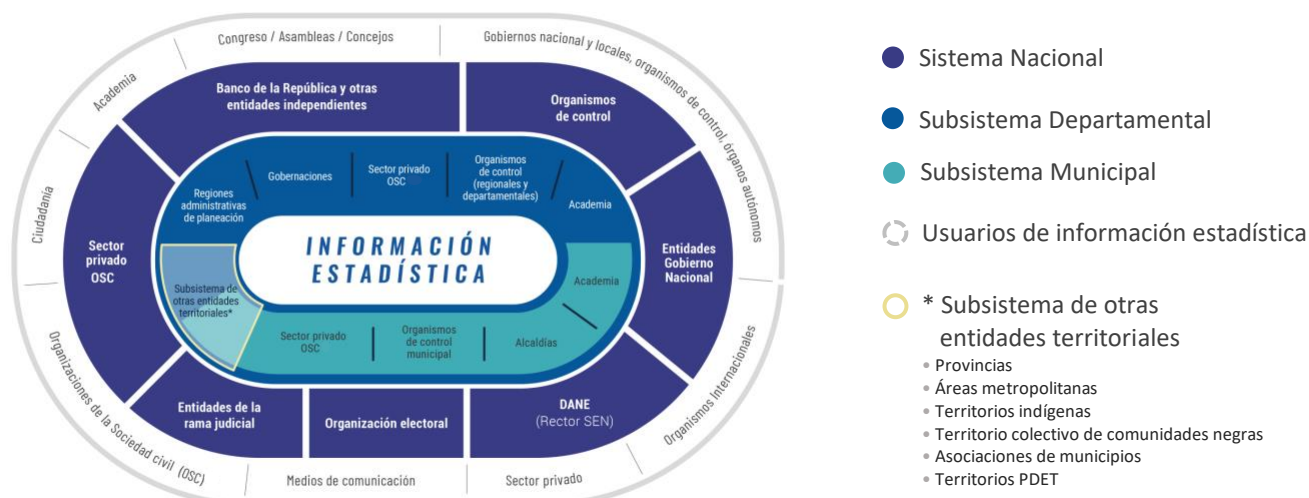 Congreso / Asambleas / Concejos
Gobiernos nacional y locales, organismos de control, órganos autónomos
Academia
Ciudadanía
Organizaciones de la Sociedad civil (OSC)
Medios de comunicación
Sector privado
Organismos Internacionales
Banco de la República y otras
entidades independientes
Organismos
de control
Sector
privado
OSC
Entidades
Gobierno
Nacional
Entidades de la
rama judicial
Organización electoral
DANE
(Rector SEN)
Regiones
administrativas
de planeación
Gobernaciones
Sector privado
OSC
Organismos
de control
(regionales y
departamentales)
Academia
INFORMACIÓN
ESTADÍSTICA
Subsistema de
otras entidades
territoriales*
Sector privado
OSC
Organismos
de control
municipal
Alcaldías
Academia
Sistema Nacional
Subsistema Departamental
Subsistema Municipal
Usuarios de información estadística
* Subsistema de otras
entidades territoriales
• Provincias
• Áreas metropolitanas
• Territorios indígenas
• Territorio colectivo de comunidades negras
• Asociaciones de municipios
• Territorios PDET